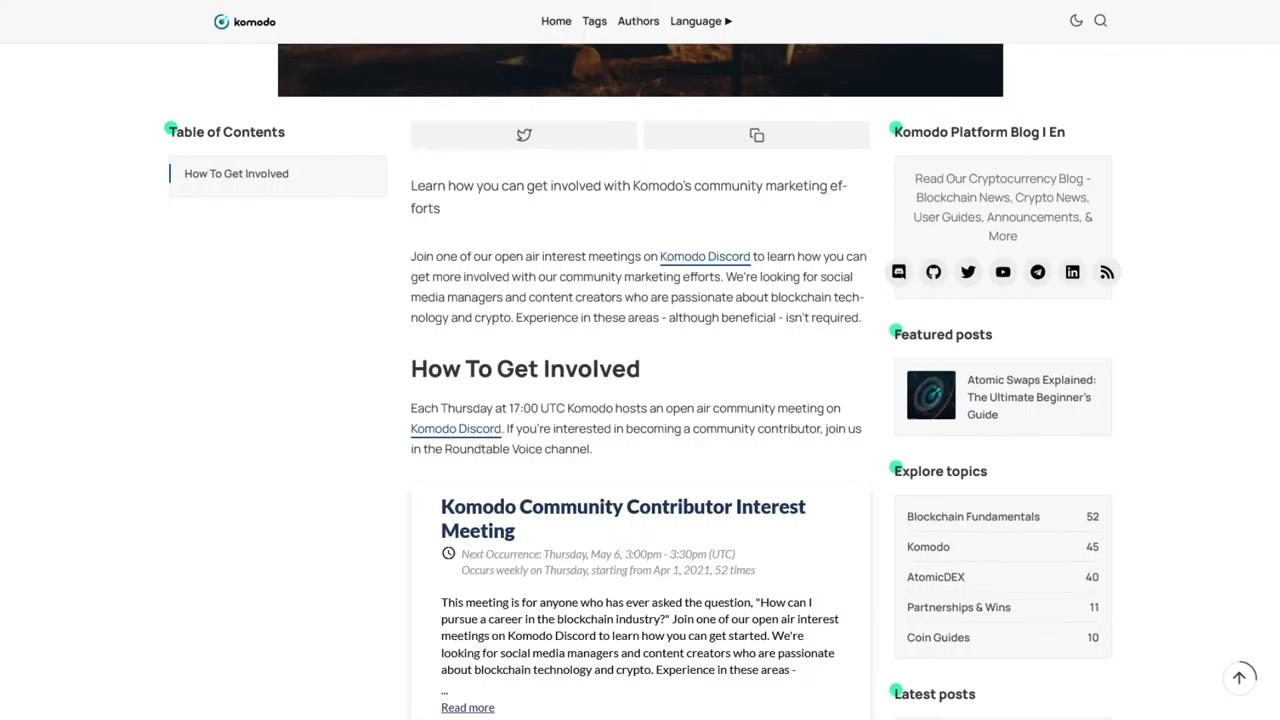 komodo
Home Tags Authors Language ▶
Table of Contents
How To Get Involved
Learn how you can get involved with Komodo's community marketing ef-
forts
Join one of our open air interest meetings on Komodo Discord to learn how you can
get more involved with our community marketing efforts. We're looking for social
media managers and content creators who are passionate about blockchain tech-
nology and crypto. Experience in these areas - although beneficial - isn't required.
How To Get Involved
Each Thursday at 17:00 UTC Komodo hosts an open air community meeting on
Komodo Discord. If you're interested in becoming a community contributor, join us
in the Roundtable Voice channel.
Komodo Community Contributor Interest
Meeting
Next Occurrence: Thursday, May 6, 3:00pm - 3:30pm (UTC)
Occurs weekly on Thursday, starting from Apr 1, 2021, 52 times
This meeting is for anyone who has ever asked the question, "How can I
pursue a career in the blockchain industry?" Join one of our open air interest
meetings on Komodo Discord to learn how you can get started. We're
looking for social media managers and content creators who are passionate
about blockchain technology and crypto. Experience in these areas -
...
Read more
Komodo Platform Blog I En
Read Our Cryptocurrency Blog -
Blockchain News, Crypto News,
User Guides, Announcements, &
More
Featured posts
Atomic Swaps Explained:
The Ultimate Beginner's
Guide
Explore topics
Blockchain Fundamentals 52
Komodo 45
AtomicDEX 40
Partnerships & Wins 11
Coin Guides 10
Latest posts